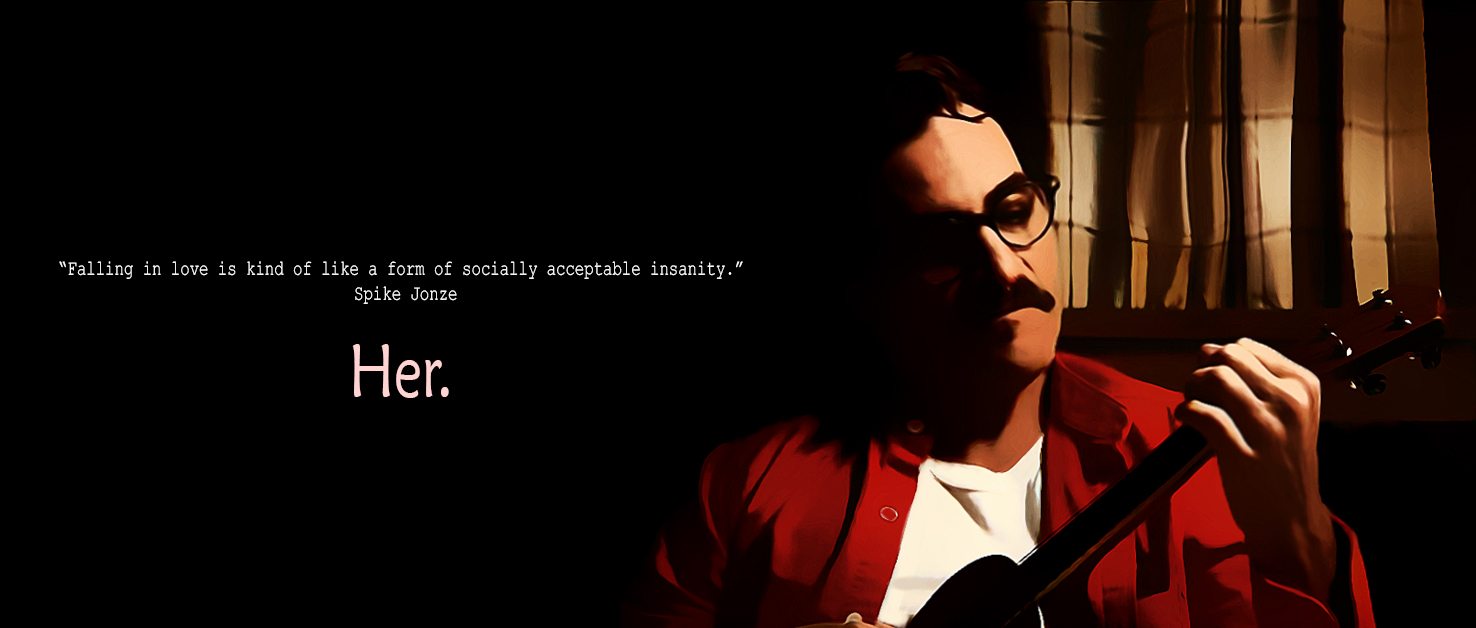 “Falling in love is kind of like a form of socially acceptable insanity.”
Spike Jonze
Her.